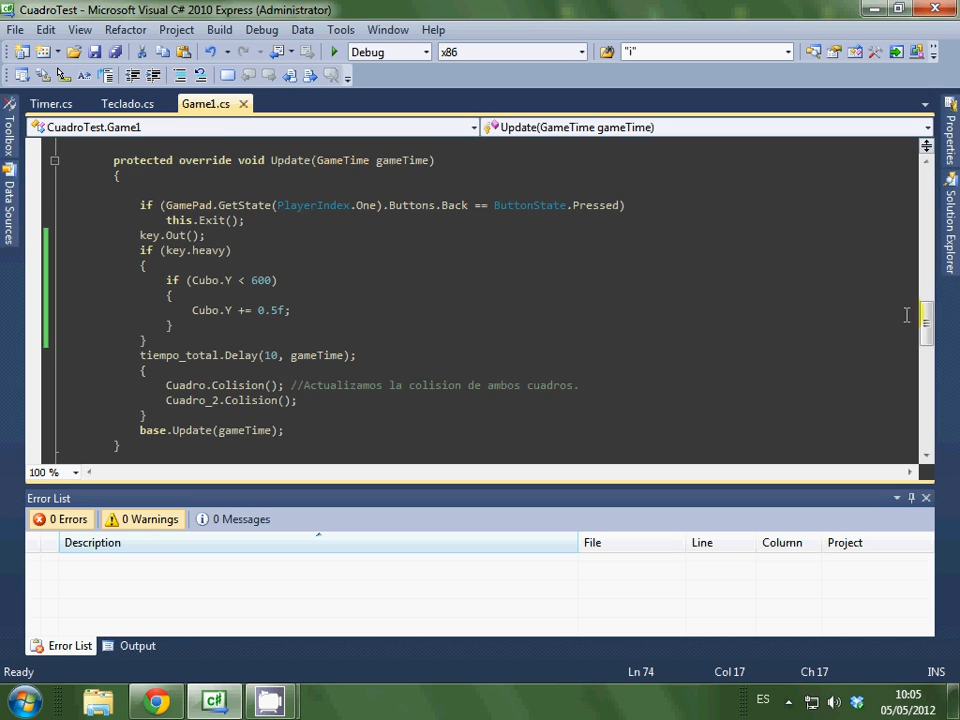 CuadroTest - Microsoft Visual C# 2010 Express (Administrator)
File Edit View Refactor Project Build Debug Data Tools Window Help
Debug x86 "i"
Timer.cs Teclado.cs Game1.cs
CuadroTest.Game1 Update(GameTime gameTime)
Toolbox
Data Sources
Properties
Solution Explorer
protected override void Update(GameTime gameTime)
{
if (GamePad.GetState(PlayerIndex.One).Buttons.Back == ButtonState.Pressed)
this.Exit();
key.Out();
if (key.heavy)
{
if (Cubo.Y < 600)
{
Cubo.Y += 0.5f;
}
}
tiempo_total.Delay(10, gameTime);
{
Cuadro.Colision(); //Actualizamos la colision de ambos cuadros.
Cuadro_2.Colision();
}
base.Update(gameTime);
}
100 %
Error List
0 Errors 0 Warnings 0 Messages
Description File Line Column Project
Error List Output
Ready Ln 74 Col 17 Ch 17 INS
ES 10:05
05/05/2012